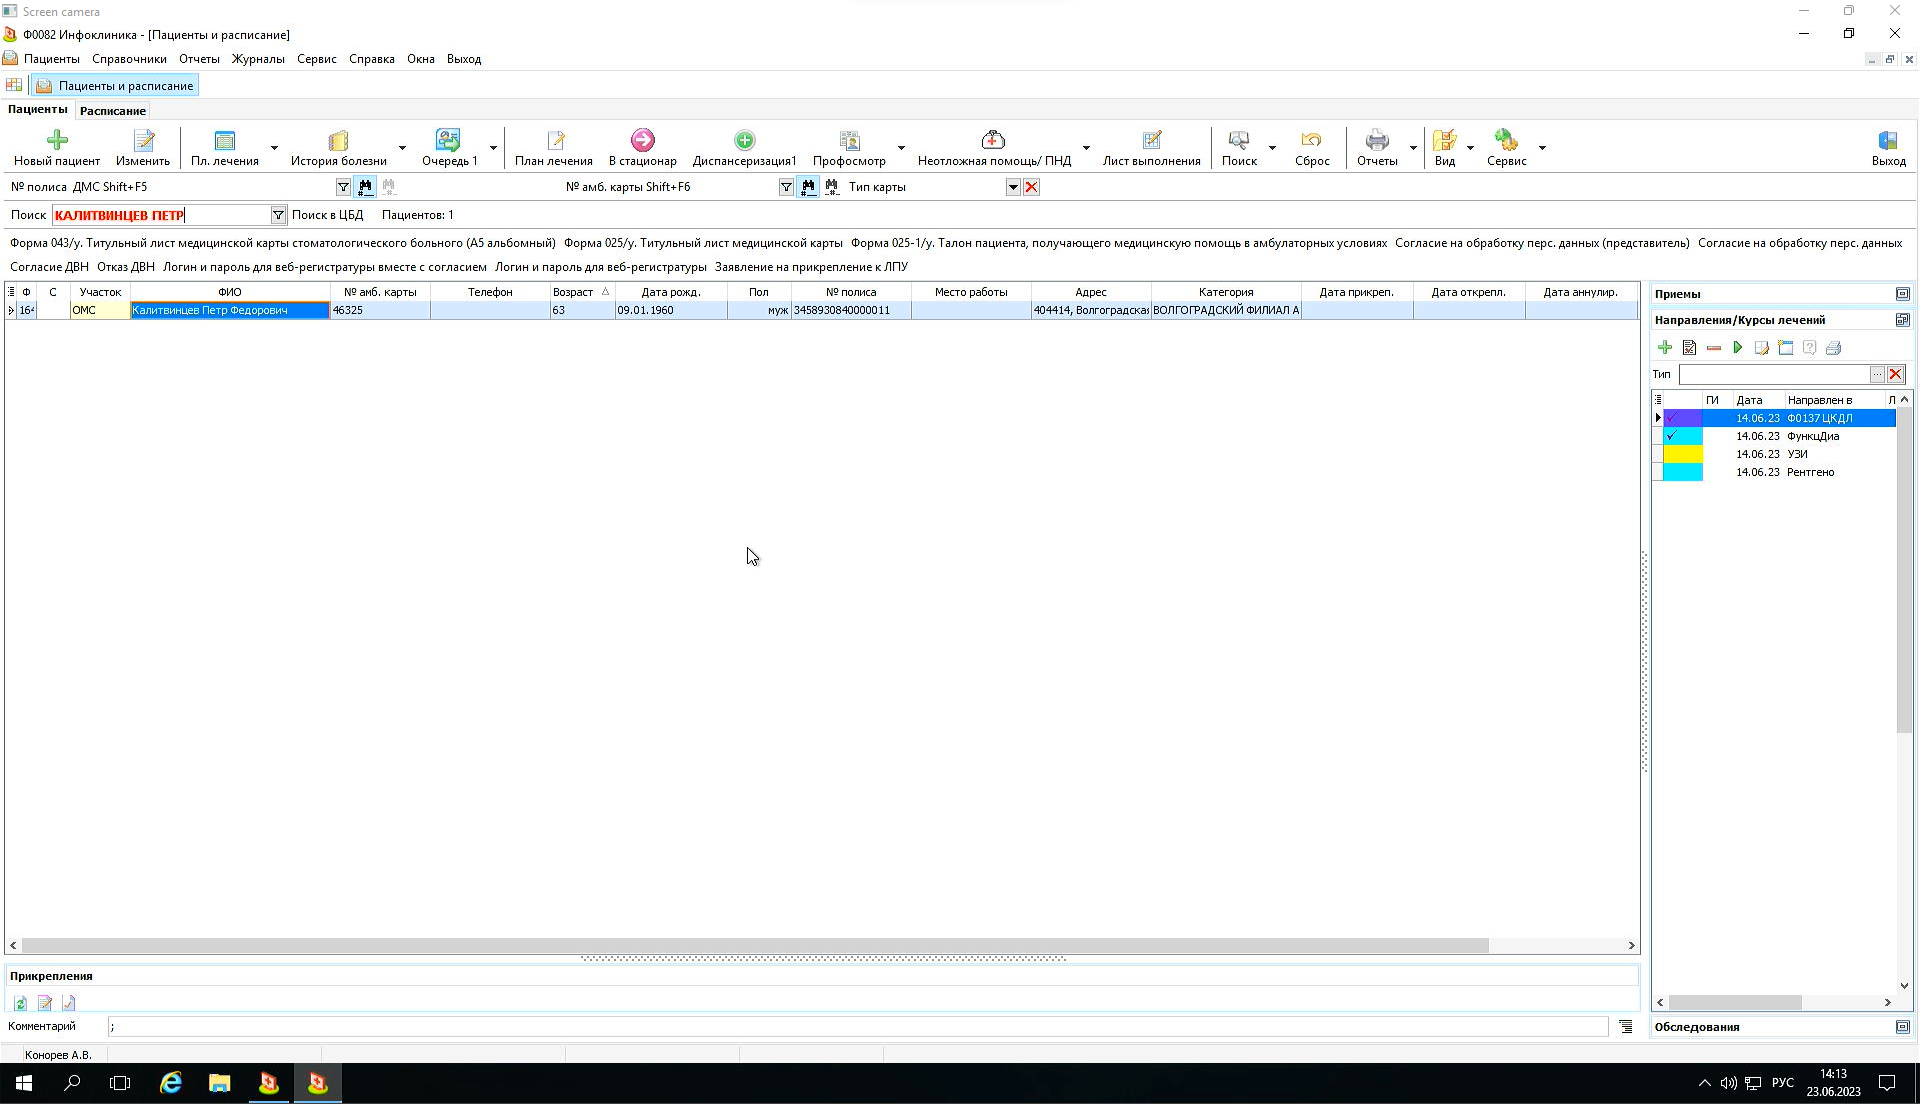 Screen camera
Ф0082 Инфоклиника - [Пациенты и расписание]
Пациенты Справочники Отчеты Журналы Сервис Справка Окна Выход
Пациенты и расписание
Пациенты Расписание
Новый пациент Изменить Пл. лечения История болезни Очередь 1 План лечения В стационар Диспансеризация1 Профосмотр Неотложная помощь/ ПНД Лист выполнения Поиск Сброс Отчеты Вид Сервис Выход
№ полиса ДМС Shift+F5 № амб. карты Shift+F6 Тип карты
Поиск КАЛИТВИНЦЕВ ПЕТР Поиск в ЦБД Пациентов: 1
Форма 043/у. Титульный лист медицинской карты стоматологического больного (А5 альбомный) Форма 025/у. Титульный лист медицинской карты Форма 025-1/у. Талон пациента, получающего медицинскую помощь в амбулаторных условиях Согласие на обработку перс. данных (представитель) Согласие на обработку перс. данных
Согласие ДВН Отказ ДВН Логин и пароль для веб-регистратуры вместе с согласием Логин и пароль для веб-регистратуры Заявление на прикрепление к ЛПУ
Ф С Участок ФИО № амб. карты Телефон Возраст Дата рожд. Пол № полиса Место работы Адрес Категория Дата прикреп. Дата открепл. Дата аннулир.
ОМС Калитвинцев Петр Федорович 46325 63 09.01.1960 муж 3458930840000011 404414, Волгоградская ВОЛГОГРАДСКИЙ ФИЛИАЛ А
Приемы
Направления/Курсы лечений
Тип
ГИ Дата Направлен в Л
14.06.23 Ф0137 ЦКДЛ
14.06.23 ФункцДиа
14.06.23 УЗИ
14.06.23 Рентгено
Прикрепления
Комментарий ;
Обследования
Конорев А.В.
РУС 14:13
23.06.2023